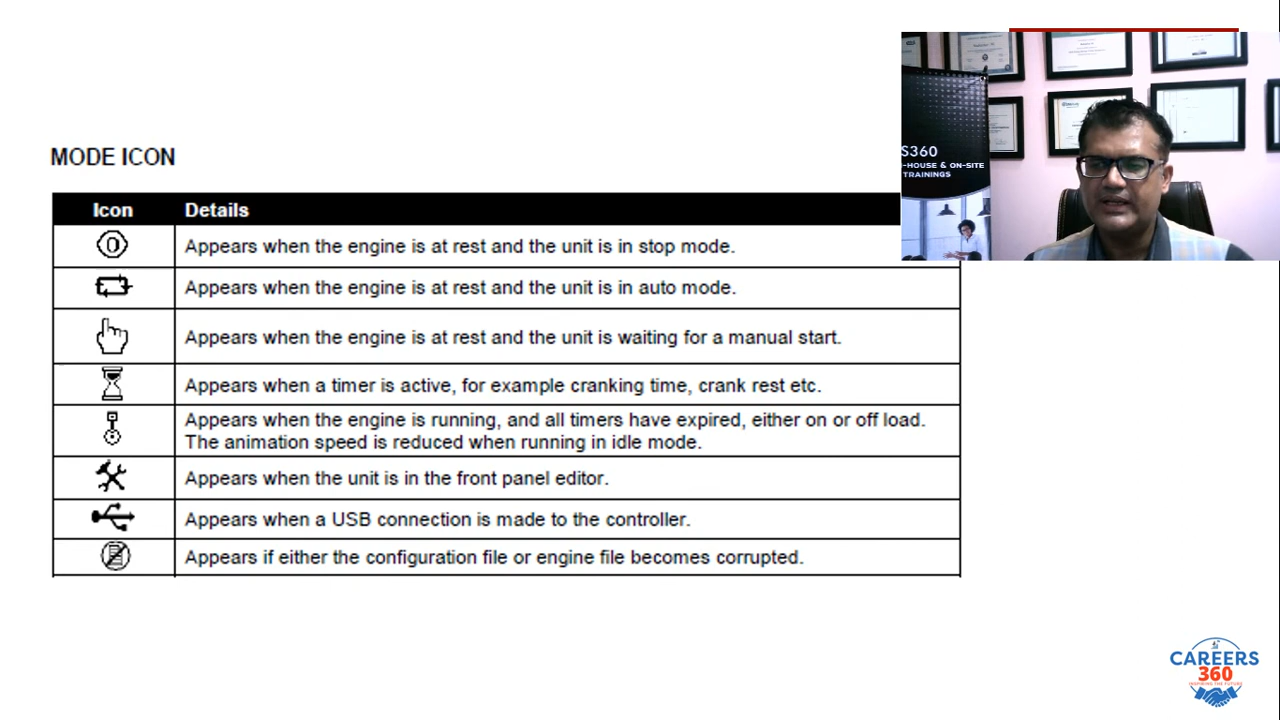 MODE ICON
Icon Details
Appears when the engine is at rest and the unit is in stop mode.
Appears when the engine is at rest and the unit is in auto mode.
Appears when the engine is at rest and the unit is waiting for a manual start.
Appears when a timer is active, for example cranking time, crank rest etc.
Appears when the engine is running, and all timers have expired, either on or off load.
The animation speed is reduced when running in idle mode.
Appears when the unit is in the front panel editor.
Appears when a USB connection is made to the controller.
Appears if either the configuration file or engine file becomes corrupted.
S360
-HOUSE & ON-SITE
TRAININGS
CAREERS
360
INSPIRING THE FUTURE